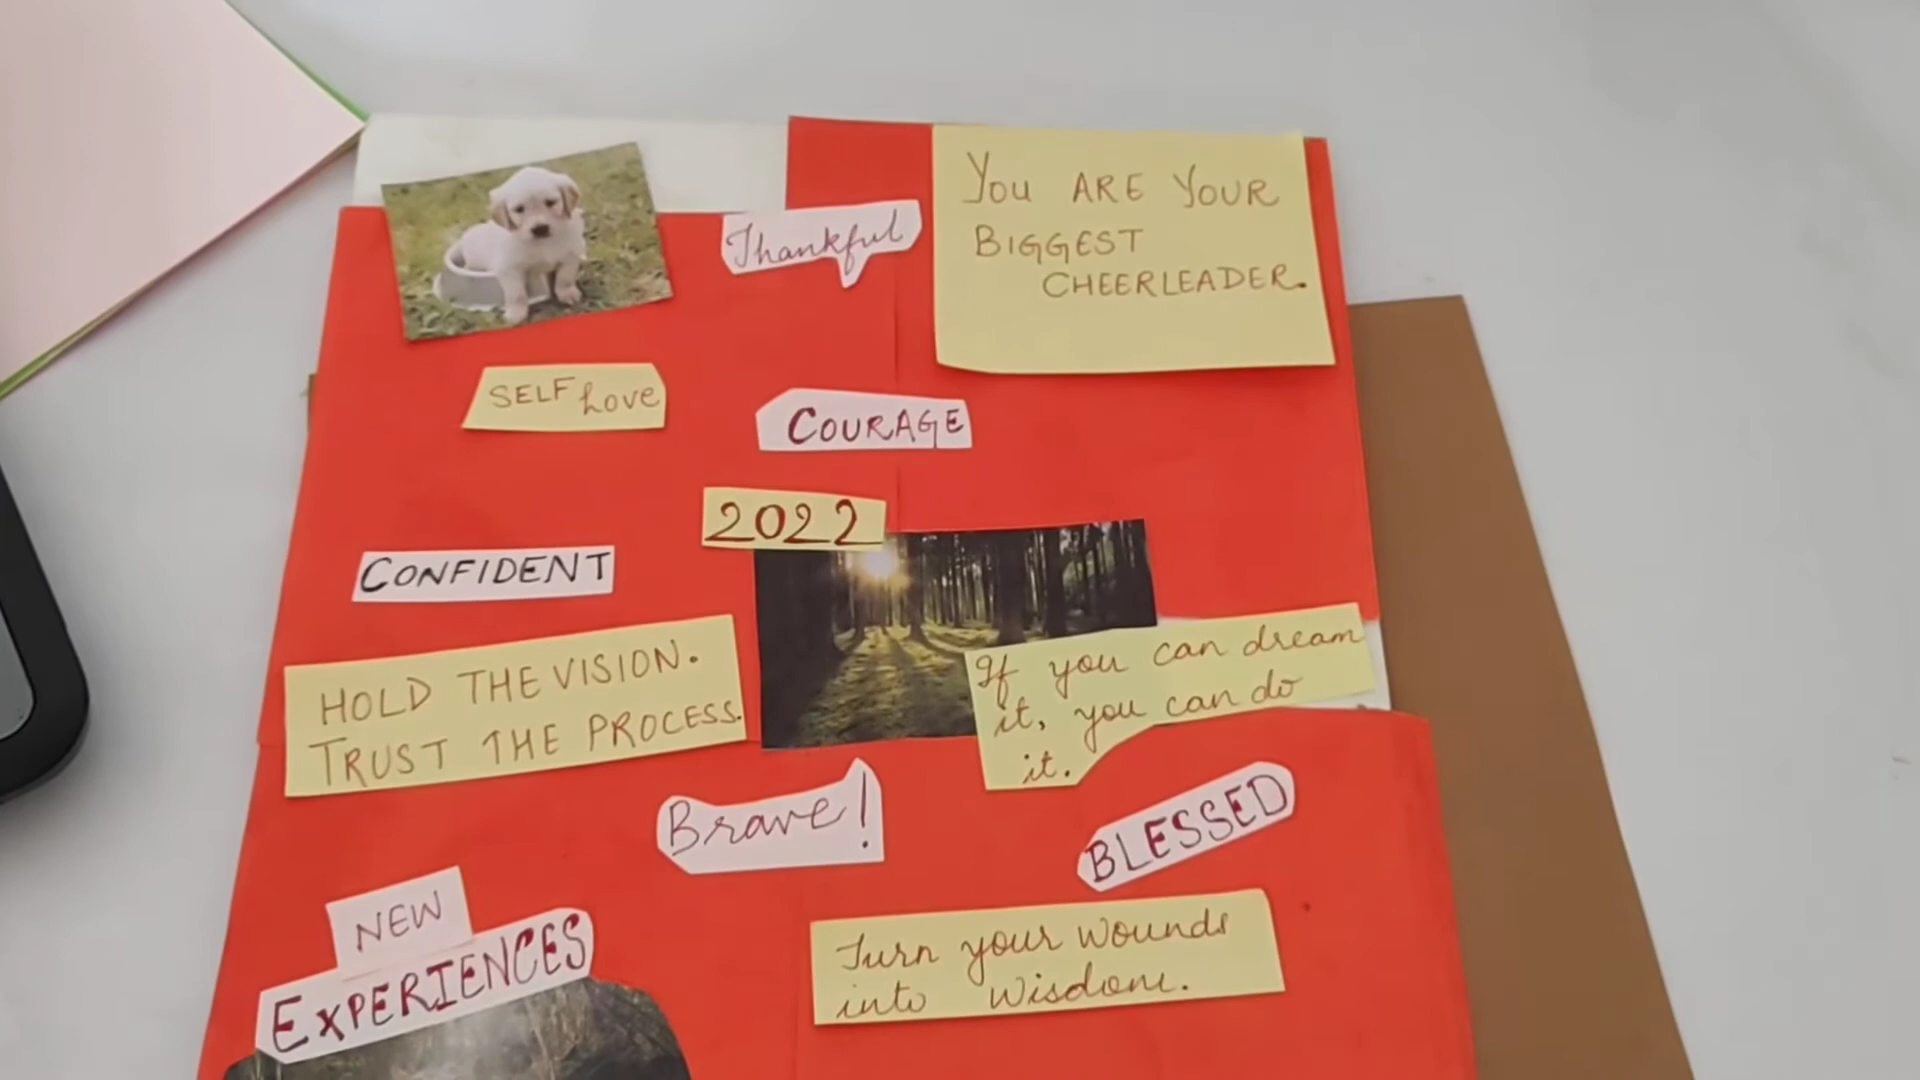 Thankful
YOU ARE YOUR
BIGGEST
CHEERLEADER.
SELF Love
COURAGE
2022
CONFIDENT
HOLD THE VISION.
TRUST THE PROCESS.
If you can dream
it, you can do
it.
Brave!
BLESSED
NEW
EXPERIENCES
Turn your wounds
into wisdom.